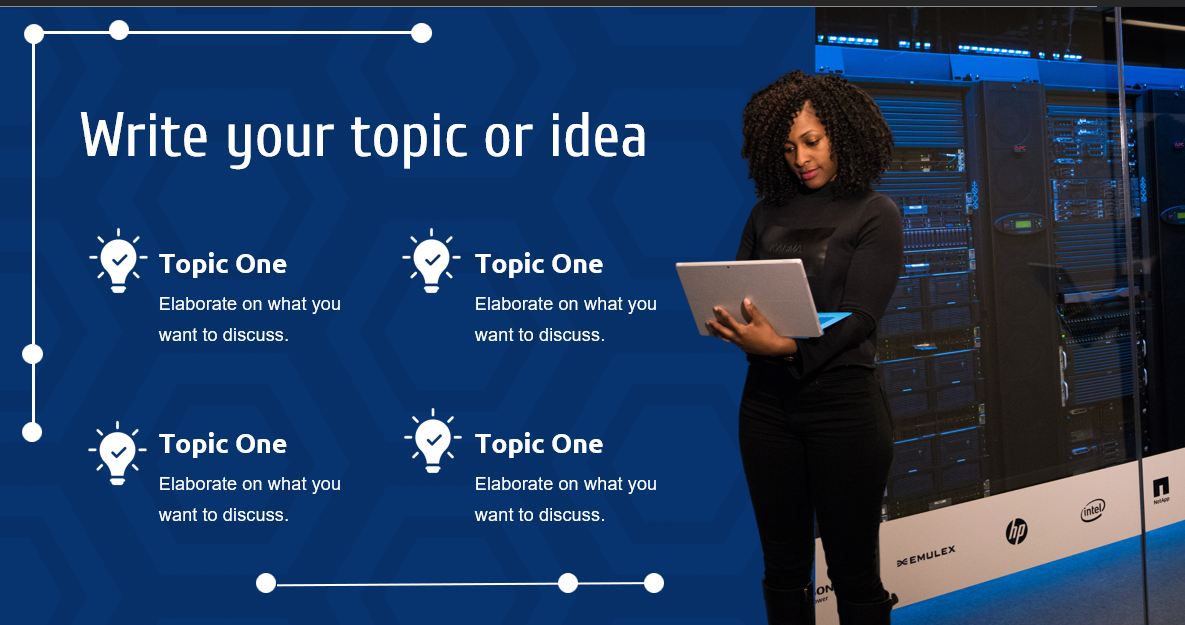 Write your topic or idea
Topic One
Elaborate on what you
want to discuss.
Topic One
Elaborate on what you
want to discuss.
Topic One
Elaborate on what you
want to discuss.
Topic One
Elaborate on what you
want to discuss.
EMULEX
hp
intel
NetApp